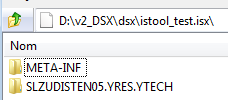 D:\v2_DSX\dsx\istool_test.isx\
Nom
META-INF
SLZUDISTEN05.YRES.YTECH